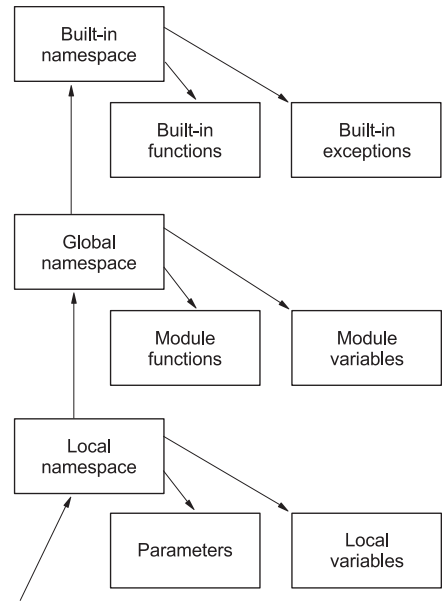 Built-in
namespace
Built-in
functions
Built-in
exceptions
Global
namespace
Module
functions
Module
variables
Local
namespace
Parameters
Local
variables